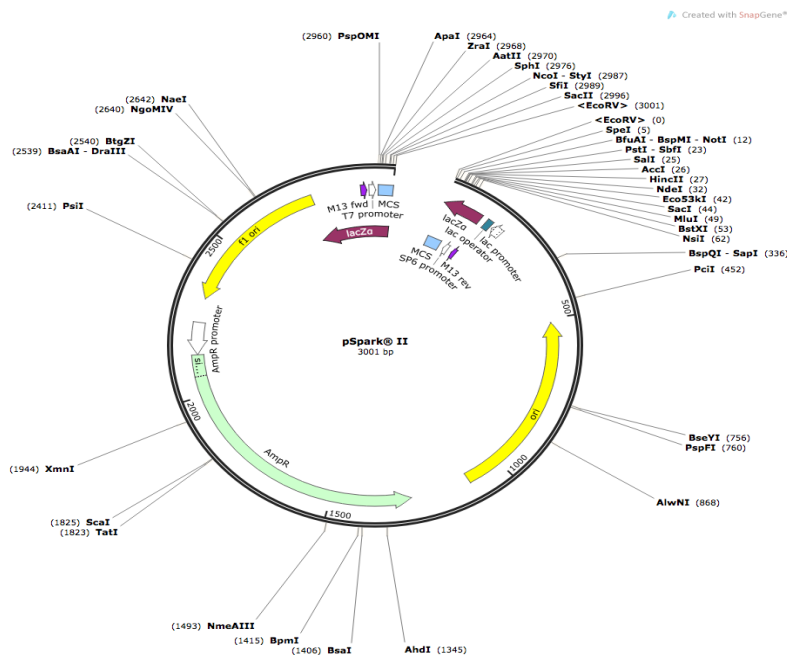 Created with SnapGene®
(2960) PspOMI
ApaI (2964)
ZraI (2968)
AatII (2970)
SphI (2976)
NcoI - StyI (2987)
SfiI (2989)
SacII (2996)
<EcoRV> (3001)
<EcoRV> (0)
SpeI (5)
BfuAI - BspMI - NotI (12)
PstI - SbfI (23)
SalI (25)
AccI (26)
HincII (27)
NdeI (32)
Eco53kI (42)
SacI (44)
MluI (49)
BstXI (53)
NsiI (62)
BspQI - SapI (336)
PciI (452)
BseYI (756)
PspFI (760)
AlwNI (868)
AhdI (1345)
(1406) BsaI
(1415) BpmI
(1493) NmeAIII
(1823) TatI
(1825) ScaI
(1944) XmnI
(2411) PsiI
(2539) BsaAI - DraIII
(2540) BtgZI
(2640) NgoMIV
(2642) NaeI
M13 fwd
MCS
T7 promoter
lacZα
lacZα
lac operator
lac promoter
MCS
SP6 promoter
M13 rev
f1 ori
AmpR promoter
si...
AmpR
ori
500
1000
1500
2000
2500
pSpark® II
3001 bp